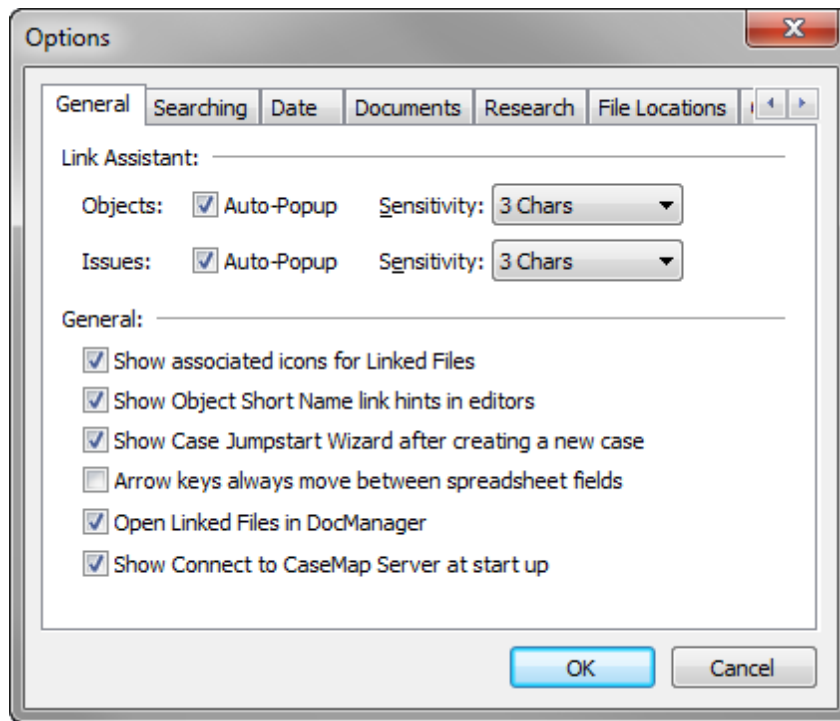 Options
General Searching Date Documents Research File Locations
Link Assistant:
Objects: Auto-Popup Sensitivity: 3 Chars
Issues: Auto-Popup Sensitivity: 3 Chars
General:
Show associated icons for Linked Files
Show Object Short Name link hints in editors
Show Case Jumpstart Wizard after creating a new case
Arrow keys always move between spreadsheet fields
Open Linked Files in DocManager
Show Connect to CaseMap Server at start up
OK Cancel